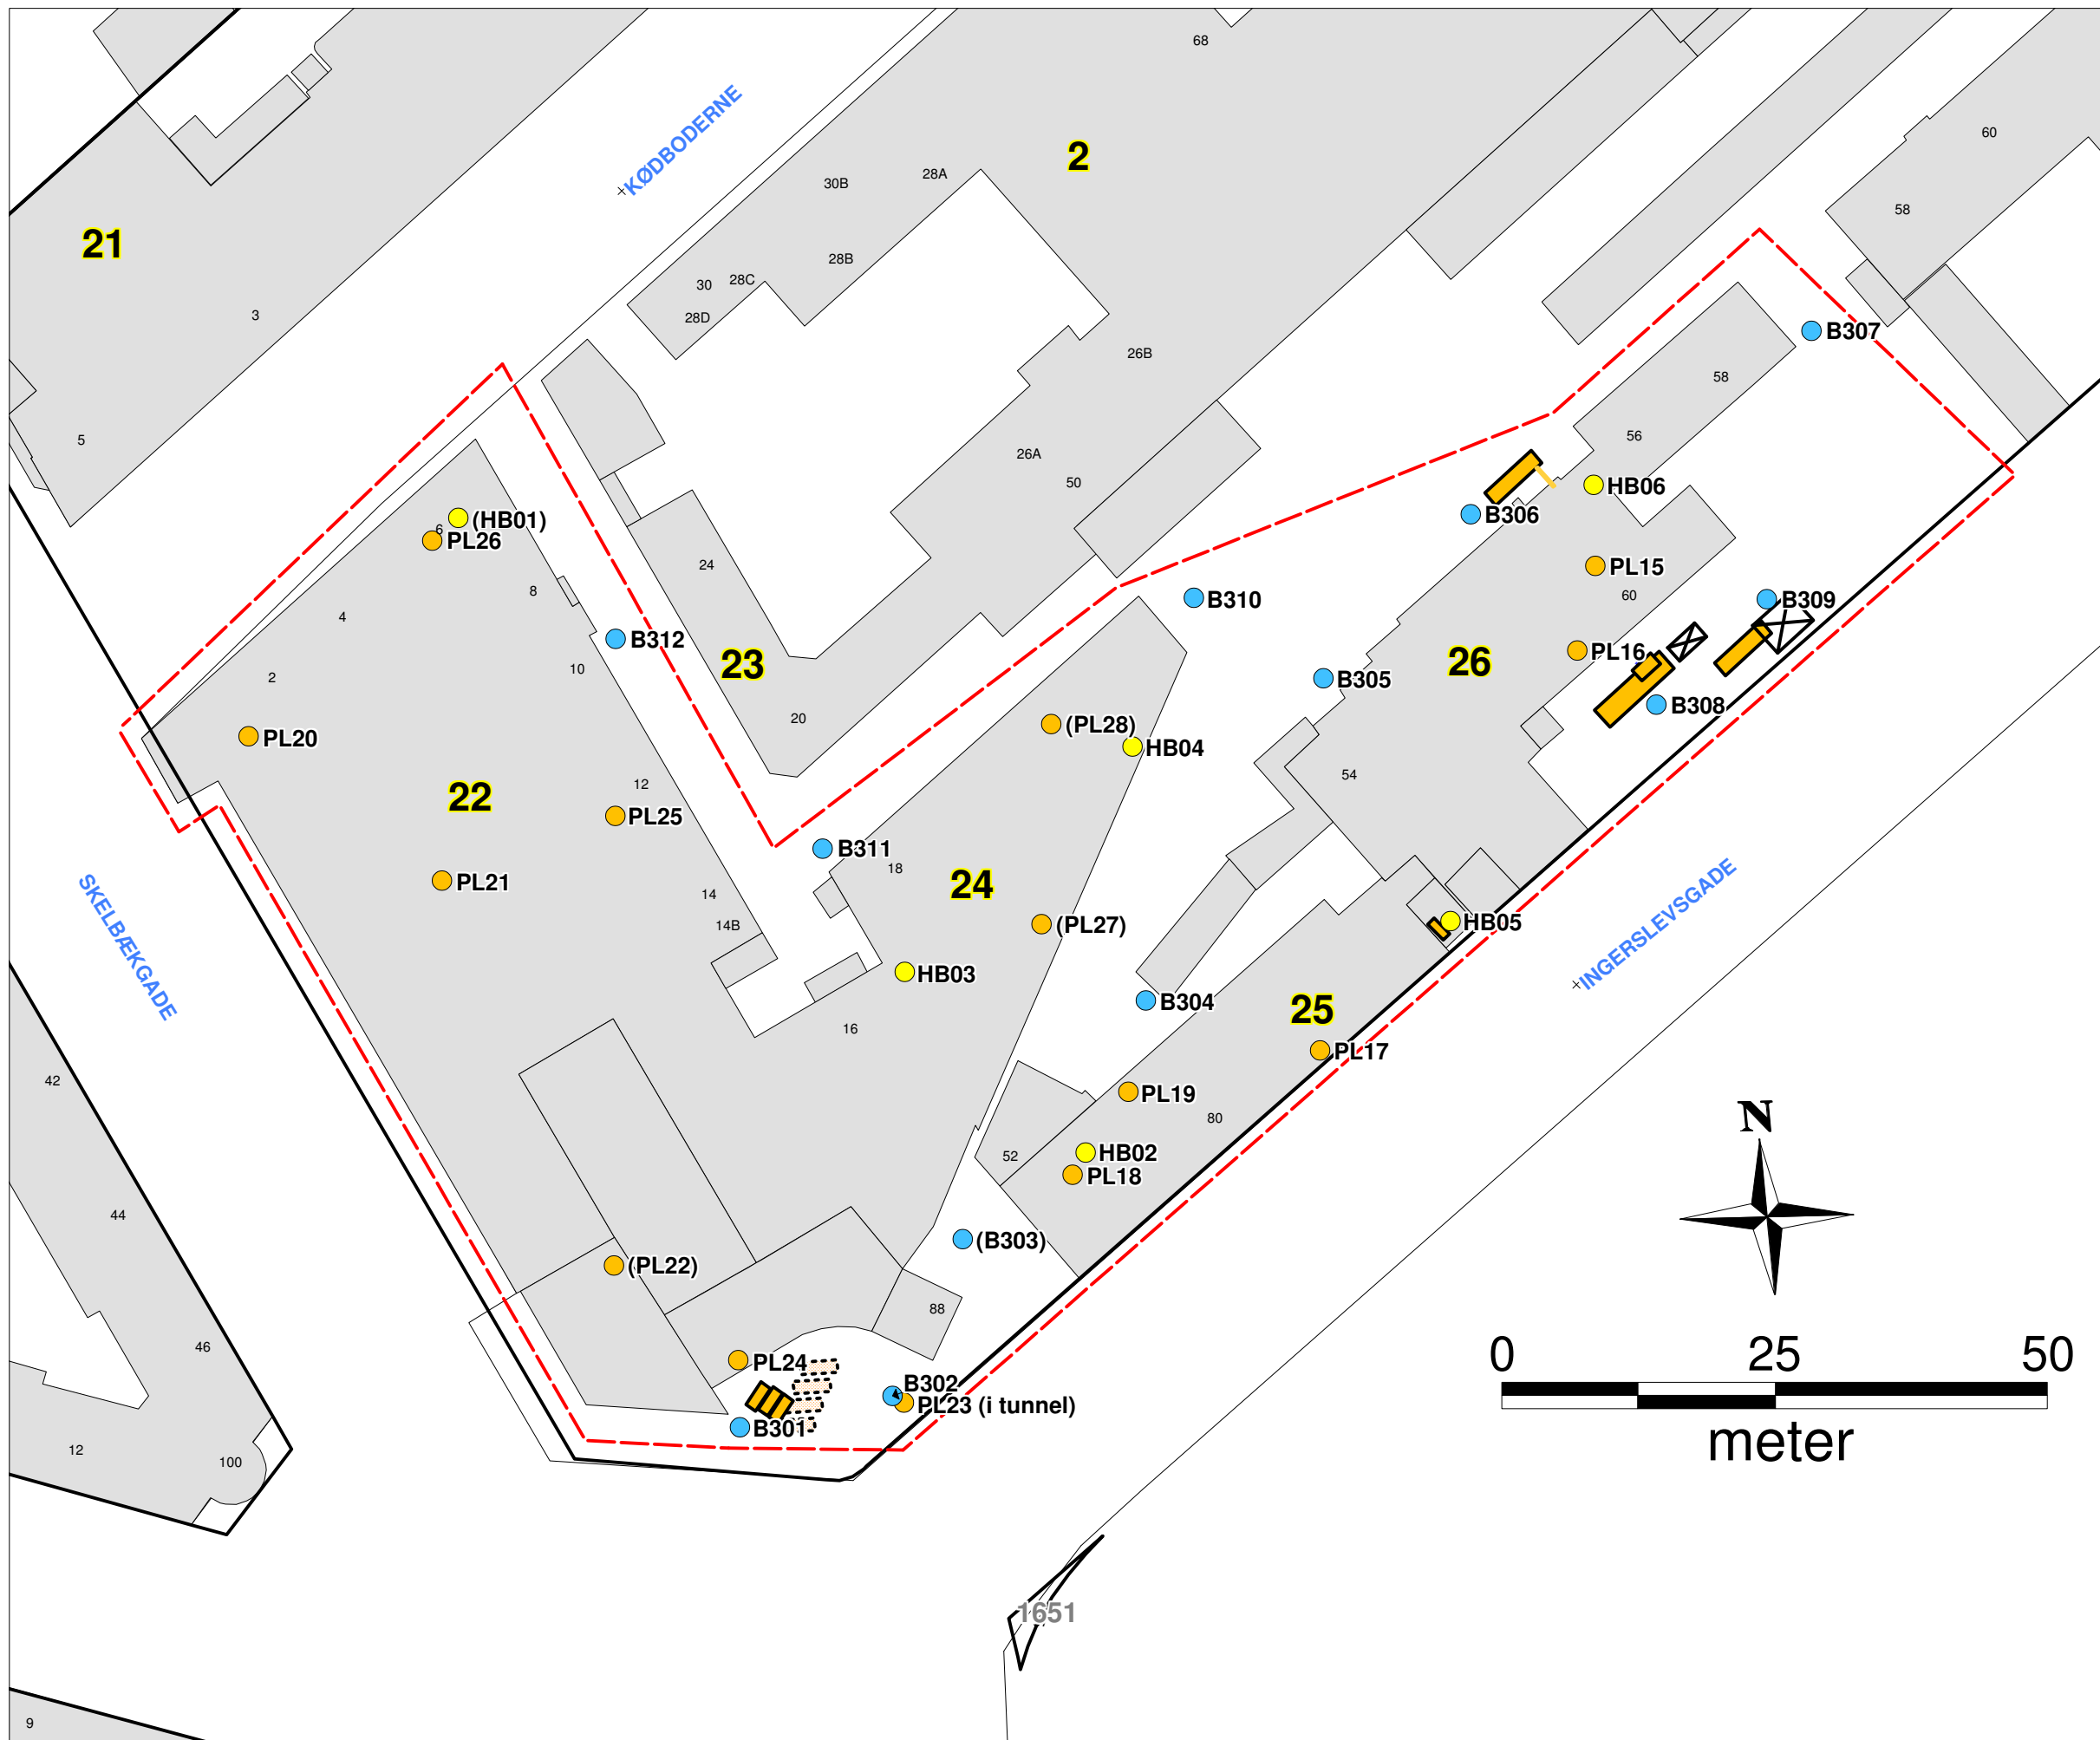 68
KØDBODERNE
2
60
30B
28A
58
21
28B
28C
30
3
28D
B307
26B
58
5
56
26A
50
HB06
B306
(HB01)
6
PL26
24
PL15
8
60
B310
B309
4
B312
PL16
23
26
10
2
B305
B308
20
(PL28)
PL20
HB04
54
12
22
PL25
B311
18
PL21
24
14
SKELBÆKGADE
14B
(PL27)
HB05
INGERSLEVSGADE
HB03
B304
25
16
PL17
42
PL19
80
N
HB02
52
PL18
44
(B303)
(PL22)
88
46
0 25 50
PL24
B302
PL23 (i tunnel)
B301
meter
12
100
1651
9